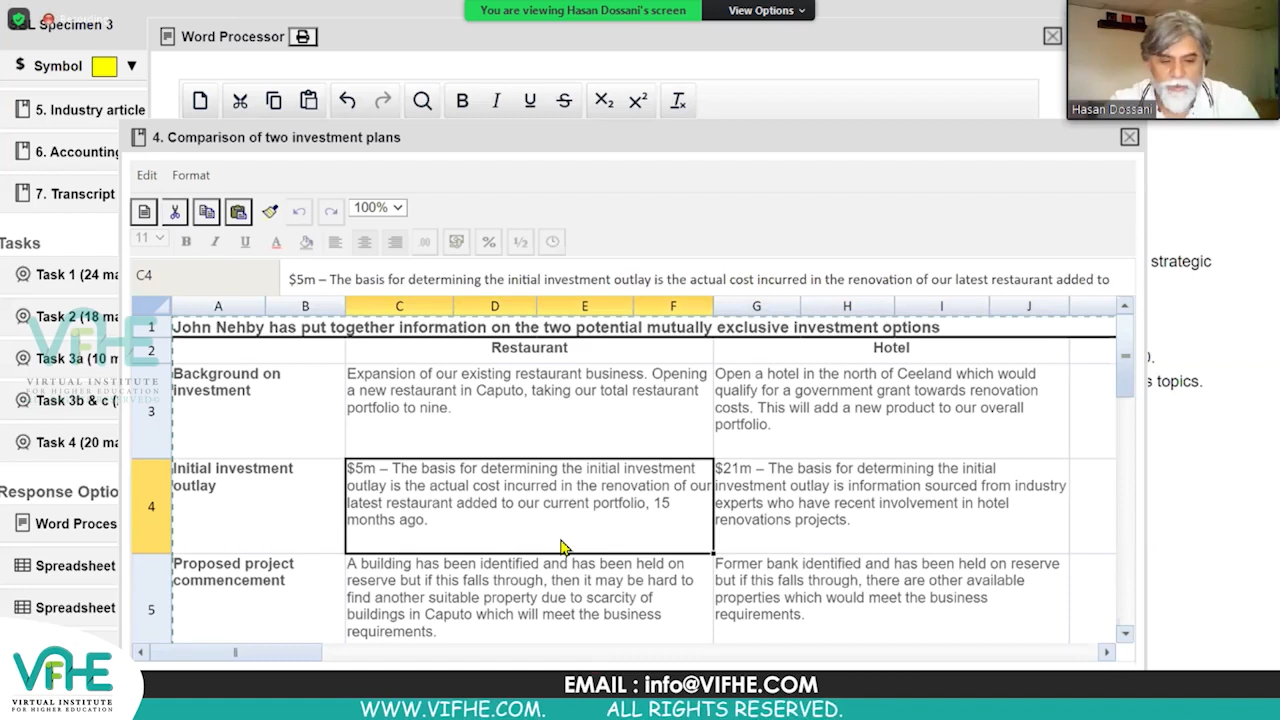 You are viewing Hasan Dossani's screen
View Options
L Specimen 3
Word Processor
Symbol
Hasan Dossani
5. Industry article
6. Accounting
7. Transcript
4. Comparison of two investment plans
Edit Format
100%
11
C4
$5m – The basis for determining the initial investment outlay is the actual cost incurred in the renovation of our latest restaurant added to
A B C D E F G H I J
1 John Nehby has put together information on the two potential mutually exclusive investment options
2 Restaurant Hotel
3
Background on
investment
Expansion of our existing restaurant business. Opening
a new restaurant in Caputo, taking our total restaurant
portfolio to nine.
Open a hotel in the north of Ceeland which would
qualify for a government grant towards renovation
costs. This will add a new product to our overall
portfolio.
4
Initial investment
outlay
$5m – The basis for determining the initial investment
outlay is the actual cost incurred in the renovation of our
latest restaurant added to our current portfolio, 15
months ago.
$21m – The basis for determining the initial
investment outlay is information sourced from industry
experts who have recent involvement in hotel
renovations projects.
5
Proposed project
commencement
A building has been identified and has been held on
reserve but if this falls through, then it may be hard to
find another suitable property due to scarcity of
buildings in Caputo which will meet the business
requirements.
Former bank identified and has been held on reserve
but if this falls through, there are other available
properties which would meet the business
requirements.
Tasks
Task 1 (24 ma
Task 2 (18 m
Task 3a (10 m
Task 3b & c (
Task 4 (20 ma
Response Optio
Word Proces
Spreadsheet
Spreadsheet
strategic
s topics.
VIFHE
VIRTUAL INSTITUTE
FOR HIGHER EDUCATION
VIFHE
VIRTUAL INSTITUTE
FOR HIGHER EDUCATION
EMAIL : info@VIFHE.COM
WWW.VIFHE.COM. ALL RIGHTS RESERVED.